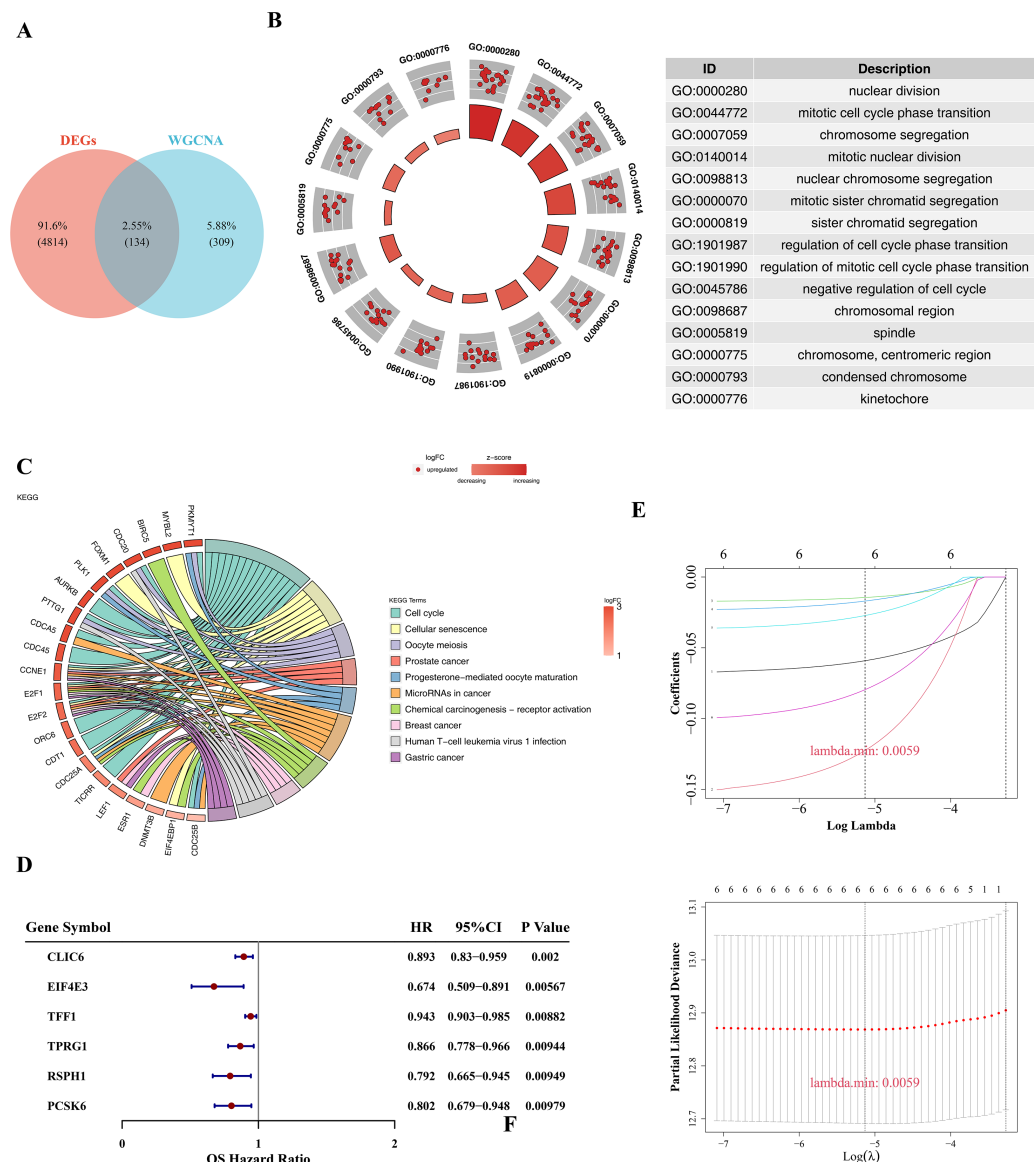 A
DEGs
WGCNA
91.6%
(4814)
2.55%
(134)
5.88%
(309)
B
GO:0000280
GO:0044772
GO:0007059
GO:0140014
GO:0098813
GO:0000070
GO:0000819
GO:1901987
GO:1901990
GO:0045786
GO:0098687
GO:0005819
GO:0000775
GO:0000793
GO:0000776
ID Description
GO:0000280 nuclear division
GO:0044772 mitotic cell cycle phase transition
GO:0007059 chromosome segregation
GO:0140014 mitotic nuclear division
GO:0098813 nuclear chromosome segregation
GO:0000070 mitotic sister chromatid segregation
GO:0000819 sister chromatid segregation
GO:1901987 regulation of cell cycle phase transition
GO:1901990 regulation of mitotic cell cycle phase transition
GO:0045786 negative regulation of cell cycle
GO:0098687 chromosomal region
GO:0005819 spindle
GO:0000775 chromosome, centromeric region
GO:0000793 condensed chromosome
GO:0000776 kinetochore
logFC z-score
upregulated
decreasing increasing
C
KEGG
PKMYT1
MYBL2
BIRC5
CDC20
FOXM1
PLK1
AURKB
PTTG1
CDCA5
CDC45
CCNE1
E2F1
E2F2
ORC6
CDT1
CDC25A
TICRR
LEF1
ESR1
DNMT3B
EIF4EBP1
CDC25B
KEGG Terms
Cell cycle
Cellular senescence
Oocyte meiosis
Prostate cancer
Progesterone−mediated oocyte maturation
MicroRNAs in cancer
Chemical carcinogenesis − receptor activation
Breast cancer
Human T−cell leukemia virus 1 infection
Gastric cancer
logFC
3
1
D
Gene Symbol HR 95%CI P Value
CLIC6 0.893 0.83−0.959 0.002
EIF4E3 0.674 0.509−0.891 0.00567
TFF1 0.943 0.903−0.985 0.00882
TPRG1 0.866 0.778−0.966 0.00944
RSPH1 0.792 0.665−0.945 0.00949
PCSK6 0.802 0.679−0.948 0.00979
0 1 2
OS Hazard Ratio
E
6 6 6 6
0.00
−0.05
−0.10
−0.15
Coefficients
lambda.min: 0.0059
−7 −6 −5 −4
Log Lambda
F
6 6 6 6 6 6 6 6 6 6 6 6 6 6 6 6 6 5 1 1
13.1
13.0
12.9
12.8
12.7
Partial Likelihood Deviance
lambda.min: 0.0059
−7 −6 −5 −4
Log(λ)